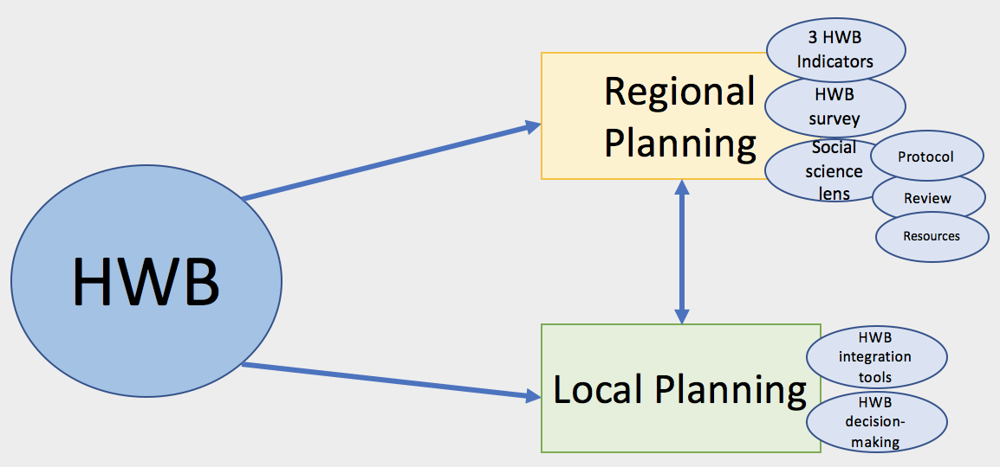 HWB
Regional
Planning
3 HWB
Indicators
HWB
survey
Social
science
lens
Protocol
Review
Resources
Local Planning
HWB
integration
tools
HWB
decision-
making